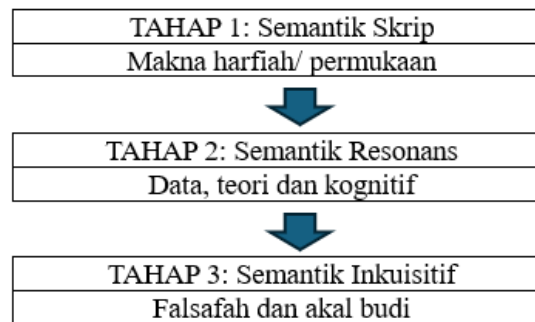 TAHAP 1: Semantik Skrip
Makna harfiah/ permukaan
TAHAP 2: Semantik Resonans
Data, teori dan kognitif
TAHAP 3: Semantik Inkuisitif
Falsafah dan akal budi